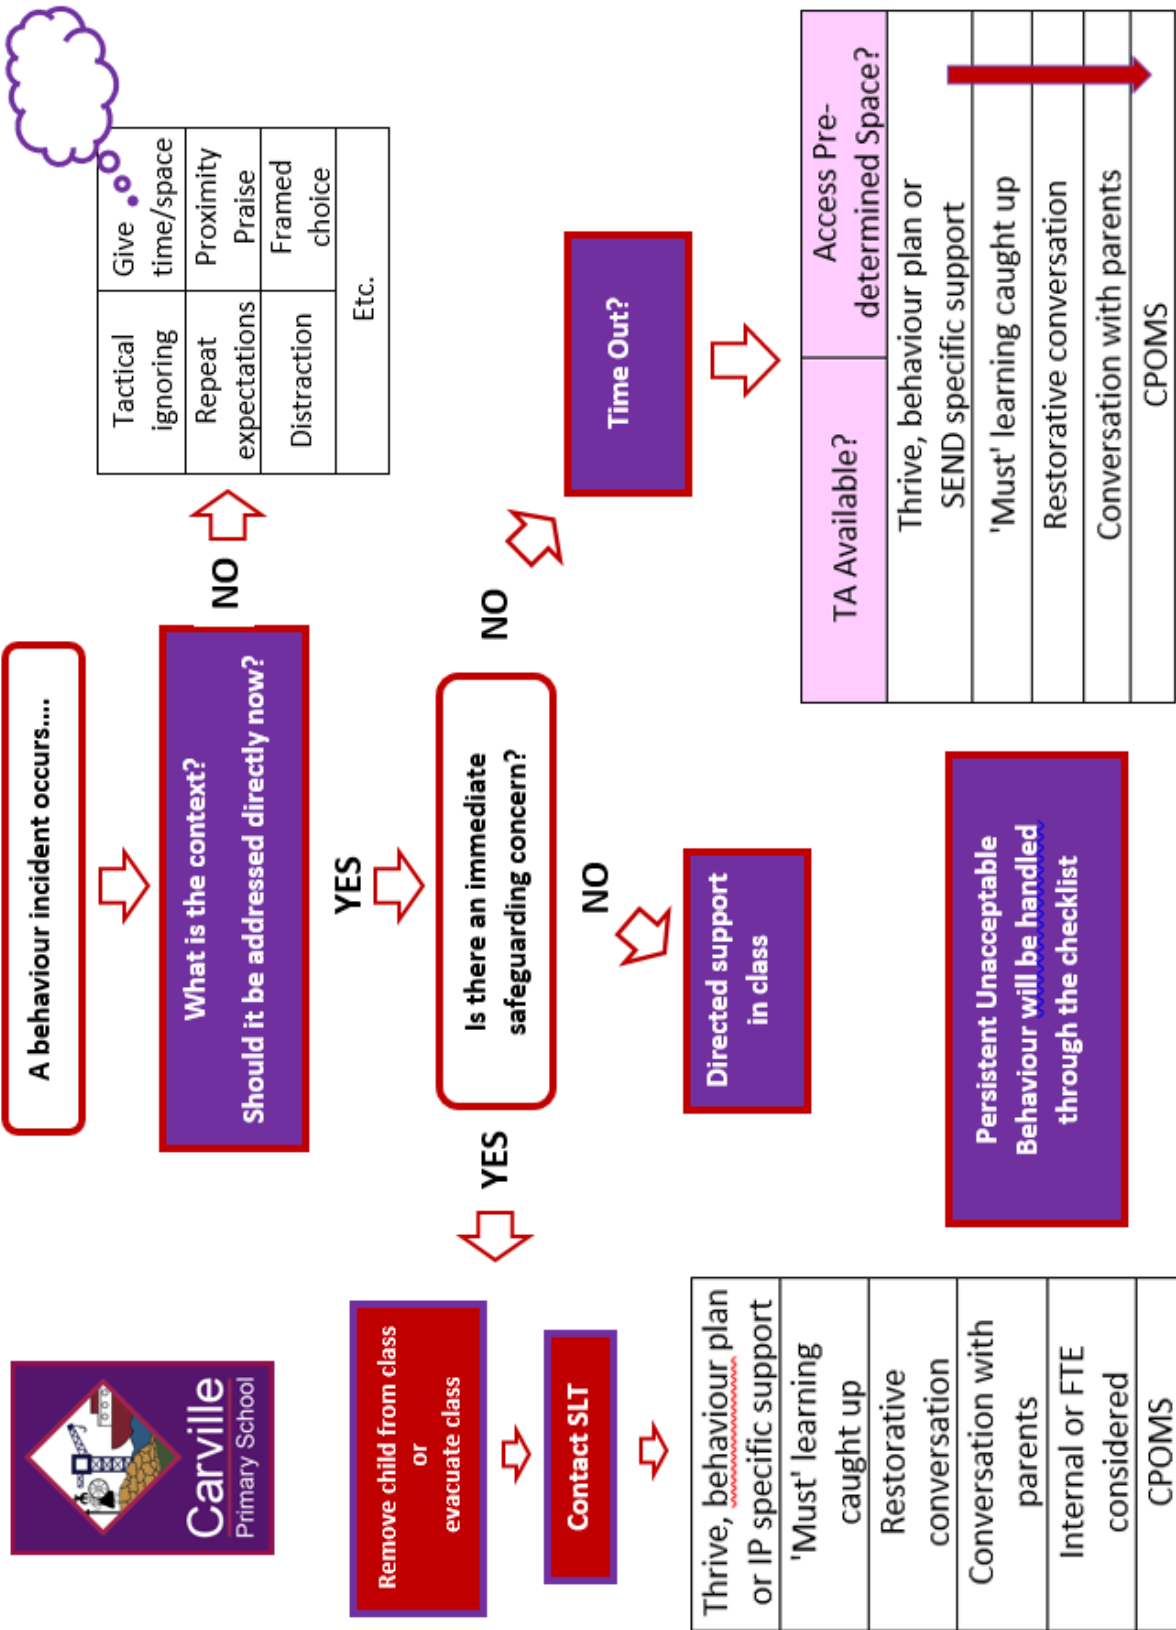 Carville
Primary School
A behaviour incident occurs....
What is the context?
Should it be addressed directly now?
NO
Tactical
ignoring
Give
time/space
Repeat
expectations
Proximity
Praise
Distraction
Framed
choice
Etc.
YES
Is there an immediate
safeguarding concern?
YES
NO
NO
Remove child from class
or
evacuate class
Contact SLT
Thrive, behaviour plan
or IP specific support
'Must' learning
caught up
Restorative
conversation
Conversation with
parents
Internal or FTE
considered
CPOMS
Directed support
in class
Time Out?
TA Available?
Access Pre-
determined Space?
Thrive, behaviour plan or
SEND specific support
'Must' learning caught up
Restorative conversation
Conversation with parents
CPOMS
Persistent Unacceptable
Behaviour will be handled
through the checklist